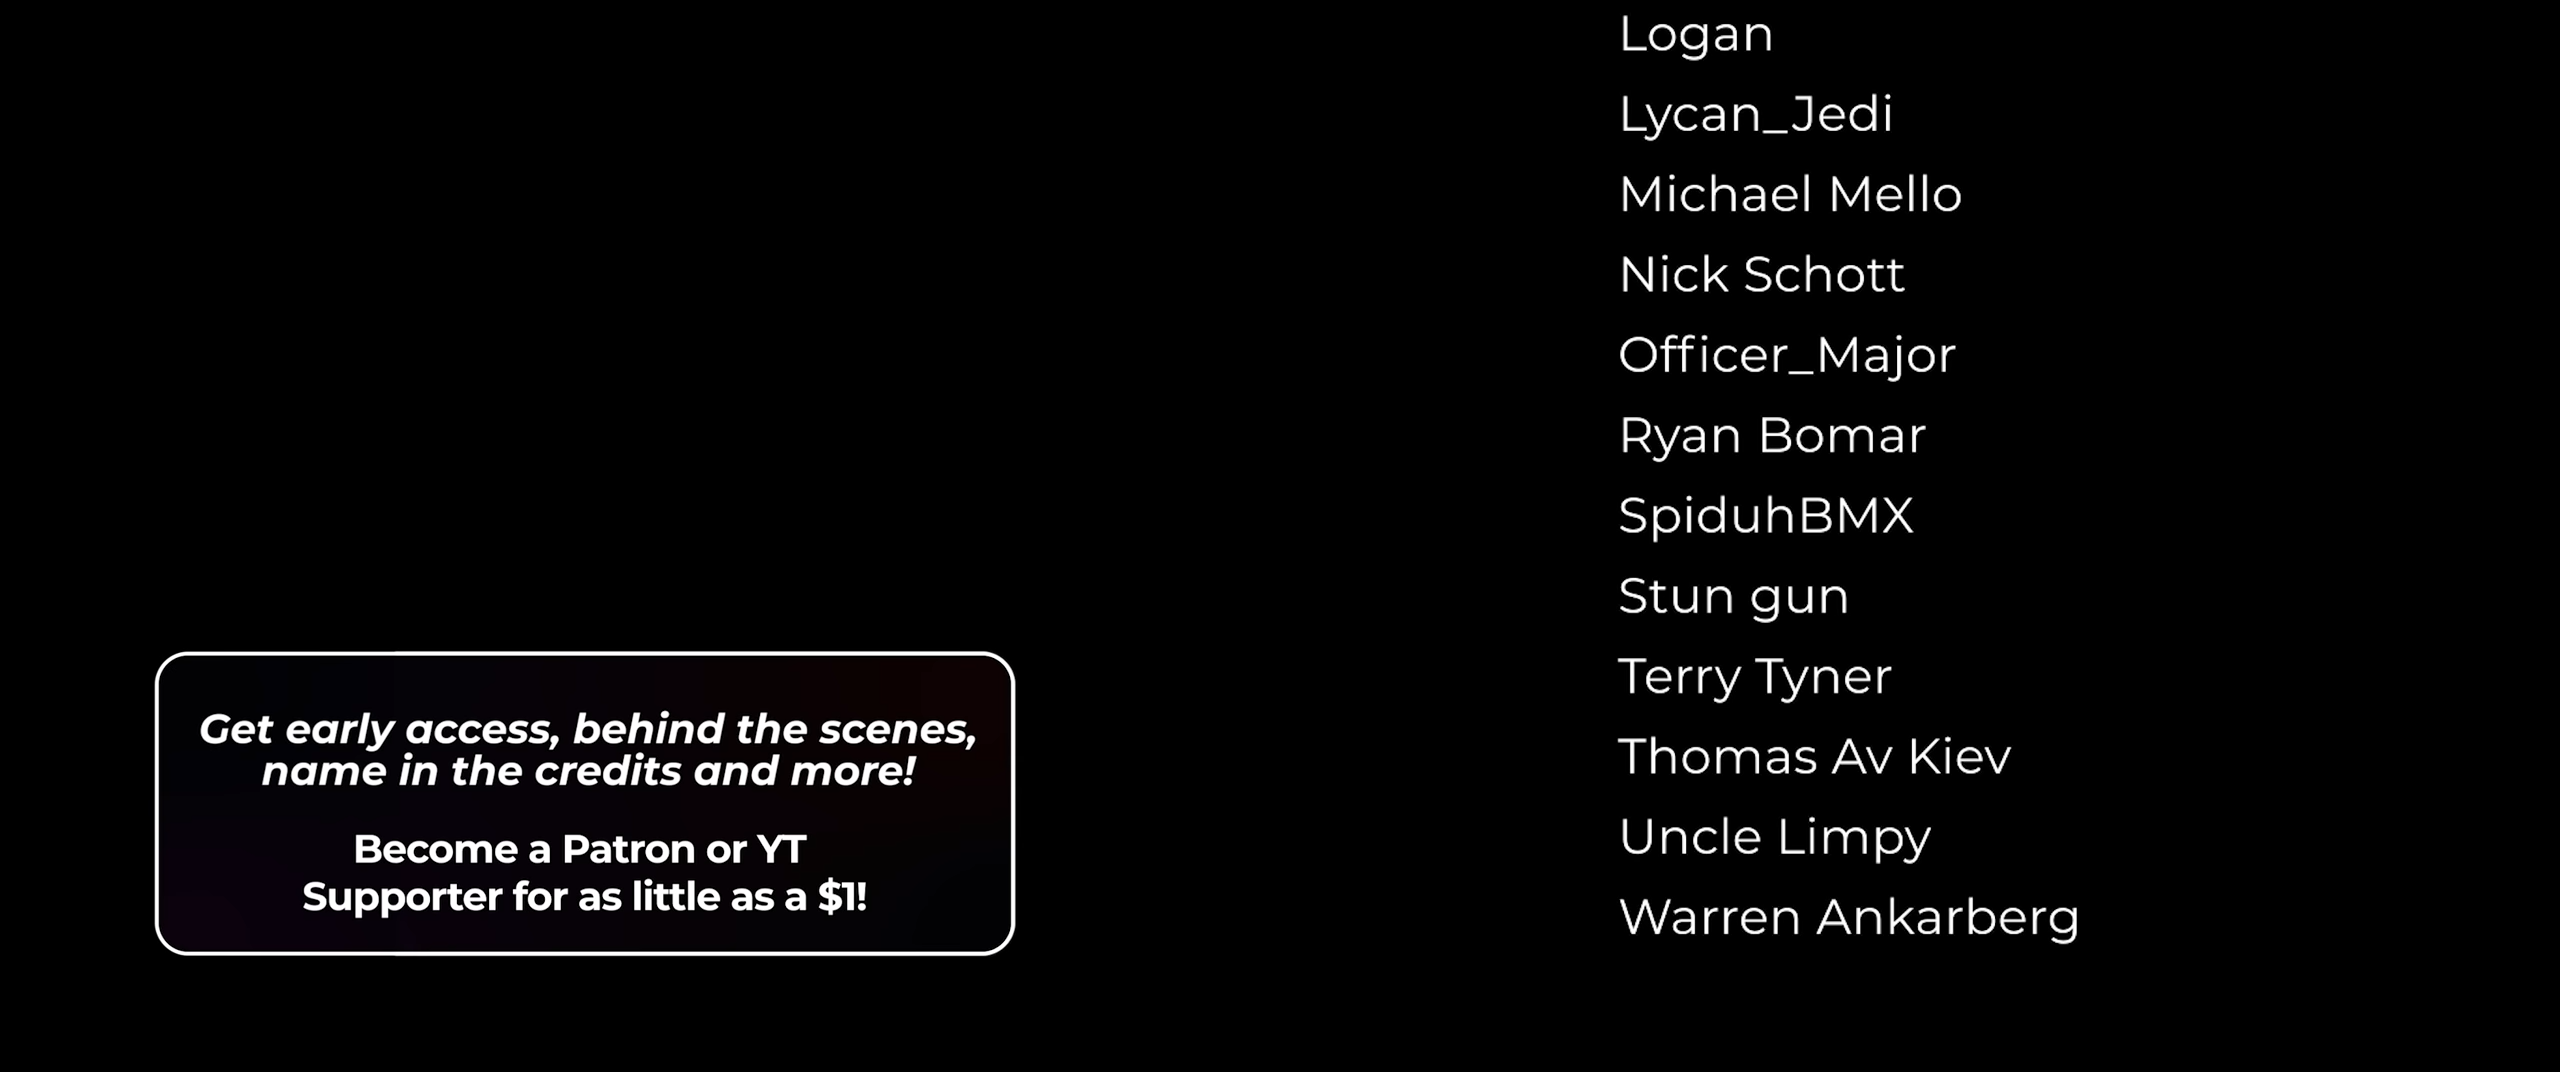 Logan
Lycan_Jedi
Michael Mello
Nick Schott
Officer_Major
Ryan Bomar
SpiduhBMX
Stun gun
Terry Tyner
Thomas Av Kiev
Uncle Limpy
Warren Ankarberg
Get early access, behind the scenes,
name in the credits and more!
Become a Patron or YT
Supporter for as little as a $1!